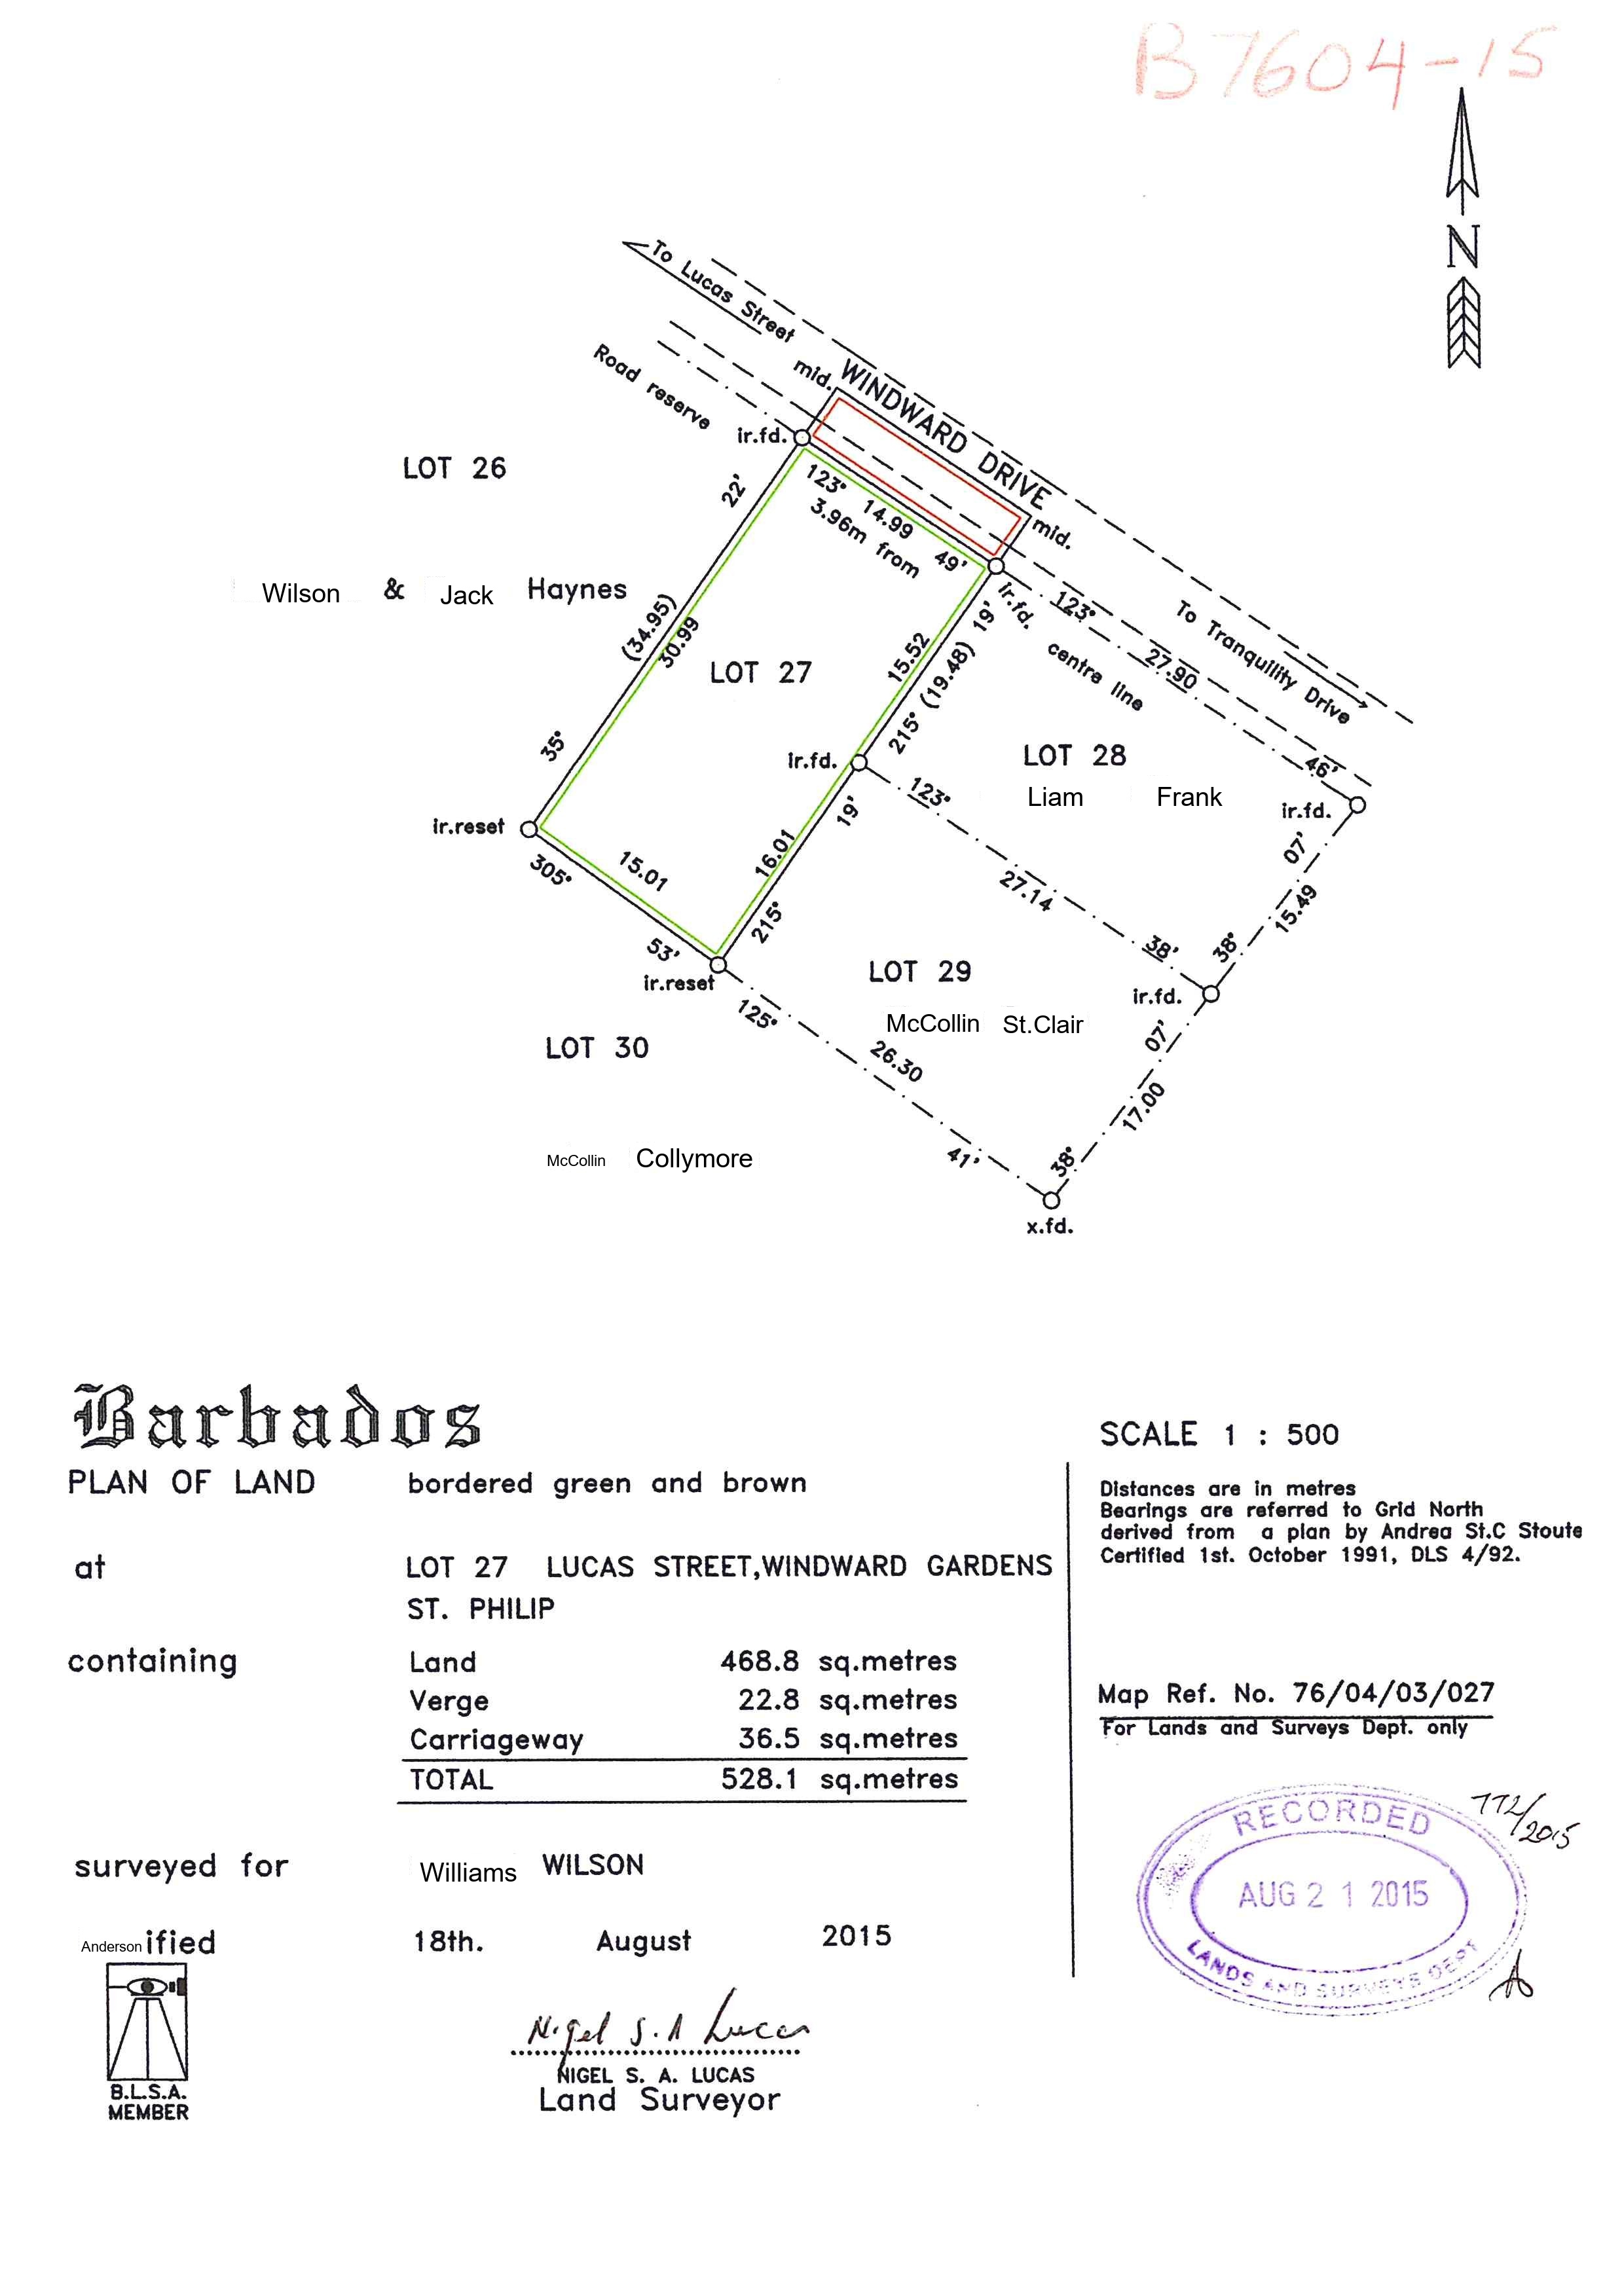 B7604-15
N
To Lucas Street
mid. WINDWARD DRIVE mid.
Road reserve
ir.fd.
LOT 26
22'
123° 14.99 49'
3.96m from centre line
Wilson & Jack Haynes
(34.95)
30.99
LOT 27
15.52
ir.fd.
19'
215° (19.48)
123° 27.90 46'
To Tranquility Drive
35°
ir.fd.
LOT 28
Liam Frank
123° 27.14 38'
ir.fd.
07'
15.49
38°
ir.reset
305° 15.01 53'
16.01
19'
215°
ir.reset
LOT 29
McCollin St.Clair
ir.fd.
125° 26.30 41'
07'
17.00
38°
LOT 30
McCollin Collymore
x.fd.
Barbados
PLAN OF LAND bordered green and brown
at LOT 27 LUCAS STREET,WINDWARD GARDENS
ST. PHILIP
containing Land 468.8 sq.metres
Verge 22.8 sq.metres
Carriageway 36.5 sq.metres
TOTAL 528.1 sq.metres
surveyed for Williams WILSON
Andersonified 18th. August 2015
B.L.S.A.
MEMBER
Nigel S.A Lucas
NIGEL S. A. LUCAS
Land Surveyor
SCALE 1 : 500
Distances are in metres
Bearings are referred to Grid North
derived from a plan by Andrea St.C Stoute
Certified 1st. October 1991, DLS 4/92.
Map Ref. No. 76/04/03/027
For Lands and Surveys Dept. only
772/2015
RECORDED
AUG 21 2015
LANDS AND SURVEYS DEPT